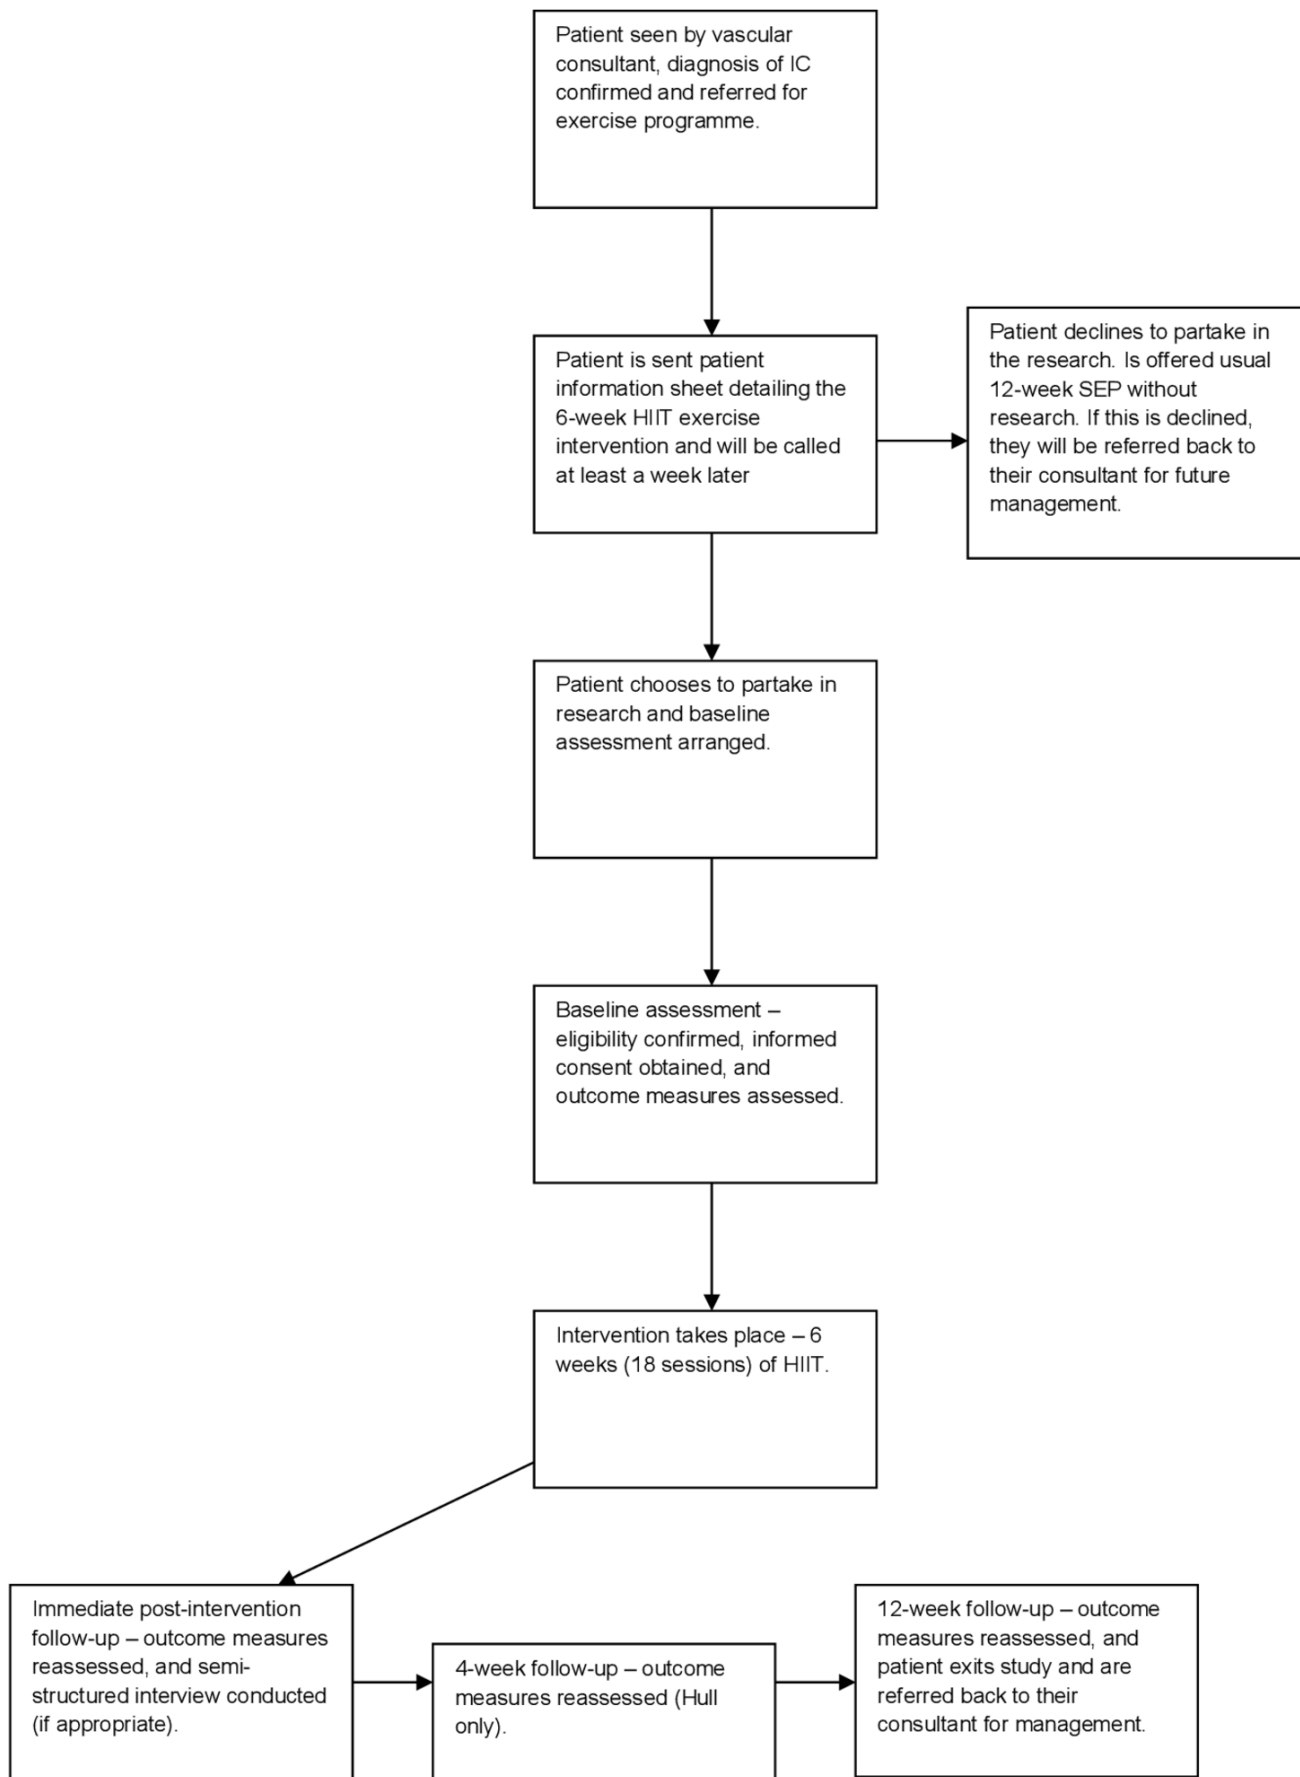 Patient seen by vascular
consultant, diagnosis of IC
confirmed and referred for
exercise programme.
Patient is sent patient
information sheet detailing the
6-week HIIT exercise
intervention and will be called
at least a week later
Patient declines to partake in
the research. Is offered usual
12-week SEP without
research. If this is declined,
they will be referred back to
their consultant for future
management.
Patient chooses to partake in
research and baseline
assessment arranged.
Baseline assessment –
eligibility confirmed, informed
consent obtained, and
outcome measures assessed.
Intervention takes place – 6
weeks (18 sessions) of HIIT.
Immediate post-intervention
follow-up – outcome measures
reassessed, and semi-
structured interview conducted
(if appropriate).
4-week follow-up – outcome
measures reassessed (Hull
only).
12-week follow-up – outcome
measures reassessed, and
patient exits study and are
referred back to their
consultant for management.